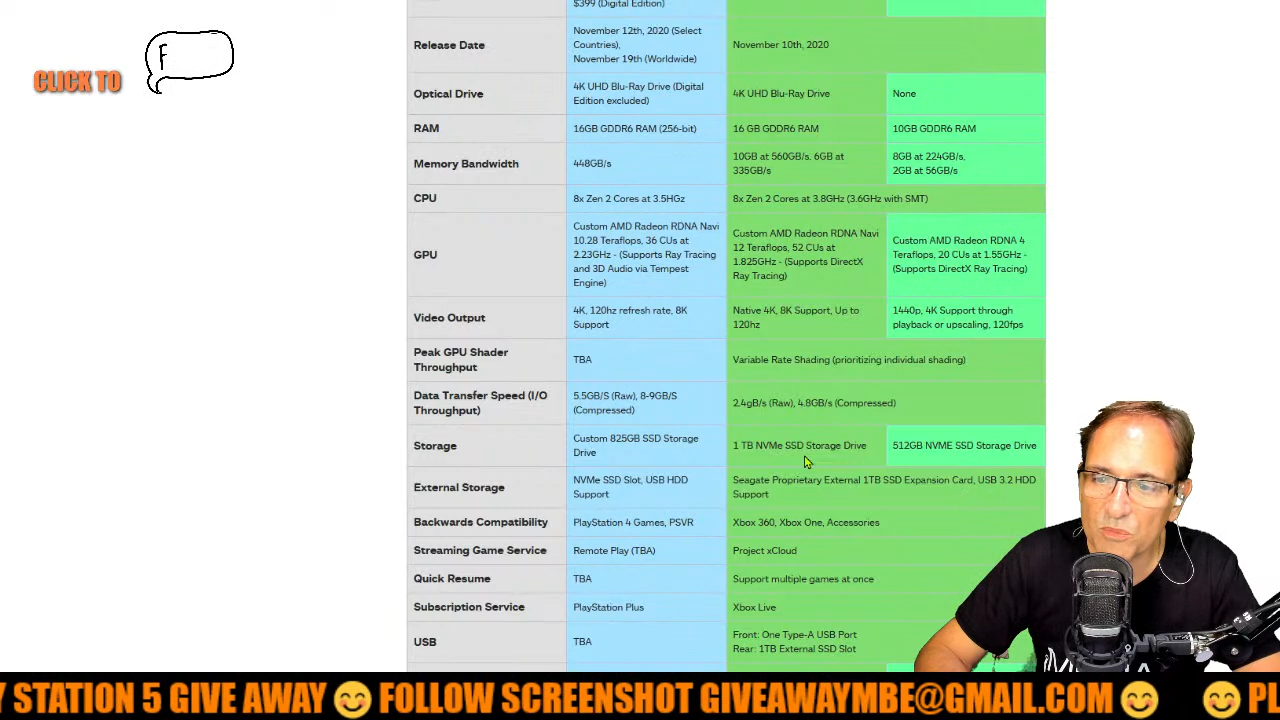 $399 (Digital Edition)
F
CLICK TO
Release Date
November 12th, 2020 (Select
Countries),
November 19th (Worldwide)
November 10th, 2020
Optical Drive
4K UHD Blu-Ray Drive (Digital
Edition excluded)
4K UHD Blu-Ray Drive
None
RAM
16GB GDDR6 RAM (256-bit)
16 GB GDDR6 RAM
10GB GDDR6 RAM
Memory Bandwidth
448GB/s
10GB at 560GB/s. 6GB at
335GB/s
8GB at 224GB/s,
2GB at 56GB/s
CPU
8x Zen 2 Cores at 3.5HGz
8x Zen 2 Cores at 3.8GHz (3.6GHz with SMT)
GPU
Custom AMD Radeon RDNA Navi
10.28 Teraflops, 36 CUs at
2.23GHz - (Supports Ray Tracing
and 3D Audio via Tempest
Engine)
Custom AMD Radeon RDNA Navi
12 Teraflops, 52 CUs at
1.825GHz - (Supports DirectX
Ray Tracing)
Custom AMD Radeon RDNA 4
Teraflops, 20 CUs at 1.55GHz -
(Supports DirectX Ray Tracing)
Video Output
4K, 120hz refresh rate, 8K
Support
Native 4K, 8K Support, Up to
120hz
1440p, 4K Support through
playback or upscaling, 120fps
Peak GPU Shader
Throughput
TBA
Variable Rate Shading (prioritizing individual shading)
Data Transfer Speed (I/O
Throughput)
5.5GB/S (Raw), 8-9GB/S
(Compressed)
2.4gB/s (Raw), 4.8GB/s (Compressed)
Storage
Custom 825GB SSD Storage
Drive
1 TB NVMe SSD Storage Drive
512GB NVME SSD Storage Drive
External Storage
NVMe SSD Slot, USB HDD
Support
Seagate Proprietary External 1TB SSD Expansion Card, USB 3.2 HDD
Support
Backwards Compatibility
PlayStation 4 Games, PSVR
Xbox 360, Xbox One, Accessories
Streaming Game Service
Remote Play (TBA)
Project xCloud
Quick Resume
TBA
Support multiple games at once
Subscription Service
PlayStation Plus
Xbox Live
USB
TBA
Front: One Type-A USB Port
Rear: 1TB External SSD Slot
Y STATION 5 GIVE AWAY 😊 FOLLOW SCREENSHOT GIVEAWAYMBE@GMAIL.COM 😊 😊 PL